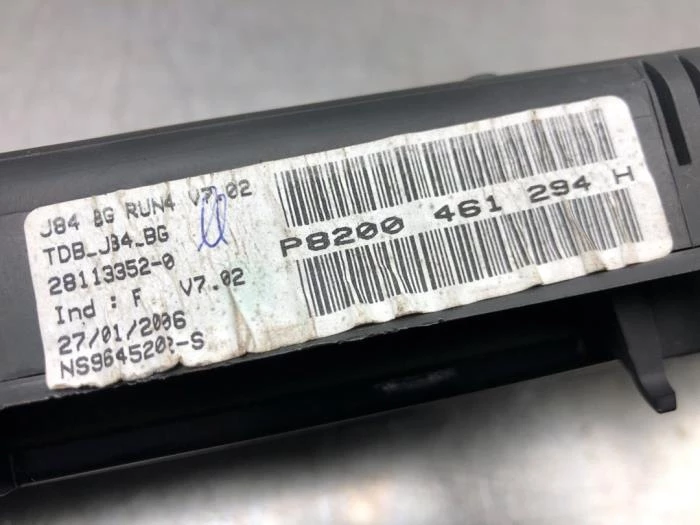 J84 BG RUN4 V7.02
TDB_J84_BG
28113352-0
Ind : F V7.02
27/01/2006
P8200 461 294 H